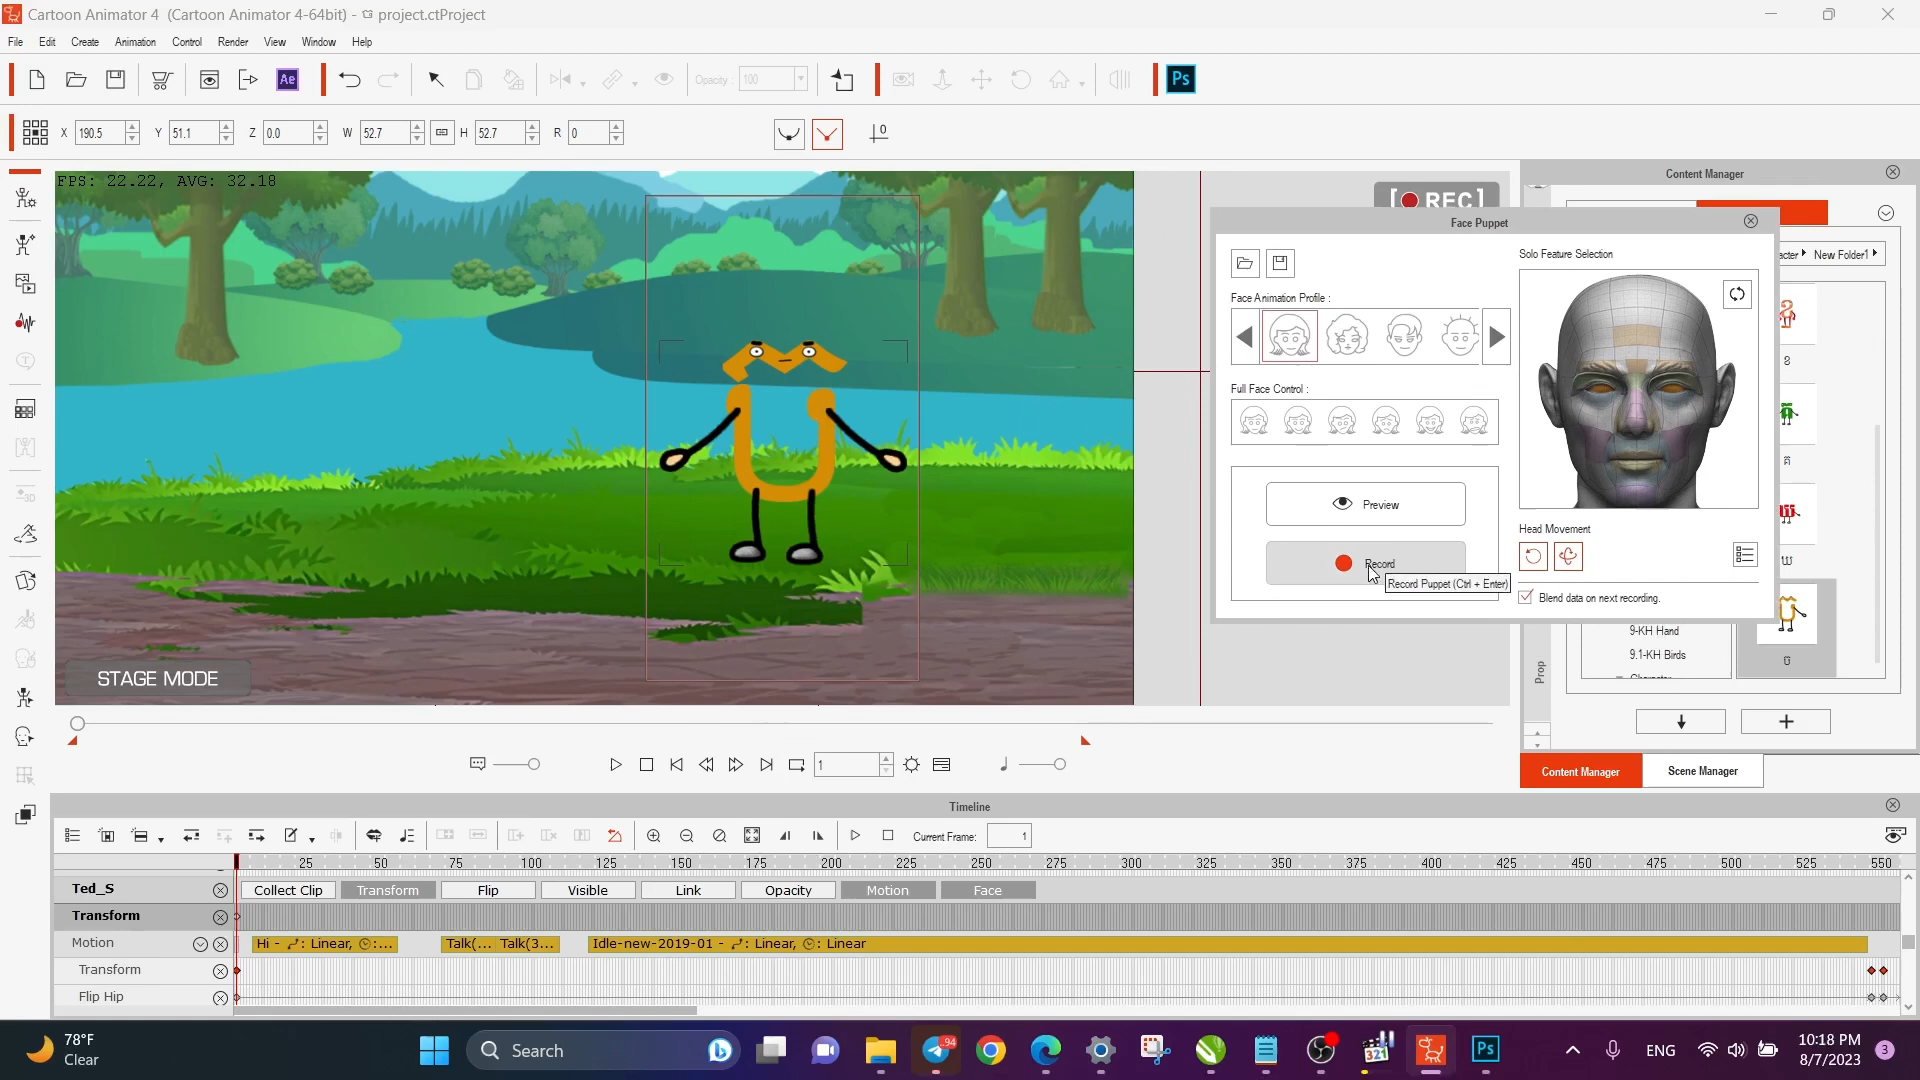 Cartoon Animator 4 (Cartoon Animator 4-64bit) - project.ctProject
File Edit Create Animation Control Render View Window Help
Ae
Opacity : 100
Ps
X 190.5 Y 51.1 Z 0.0 W 52.7 H 52.7 R 0
FPS: 22.22, AVG: 32.18
[ REC]
STAGE MODE
Face Puppet
Face Animation Profile :
Full Face Control :
Preview
Record
Record Puppet (Ctrl + Enter)
Solo Feature Selection
Head Movement
Blend data on next recording.
Content Manager
New Folder1
9-KH Hand
9.1-KH Birds
Prop
Content Manager Scene Manager
1
Timeline
Current Frame: 1
25 50 75 100 125 150 175 200 225 250 275 300 325 350 375 400 425 450 475 500 525 550
Ted_S Collect Clip Transform Flip Visible Link Opacity Motion Face
Transform
Motion Hi - : Linear, :... Talk(... Talk(3... Idle-new-2019-01 - : Linear, : Linear
Transform
Flip Hip
78°F
Clear
Search
94
321
Ps
ENG
10:18 PM
8/7/2023
3